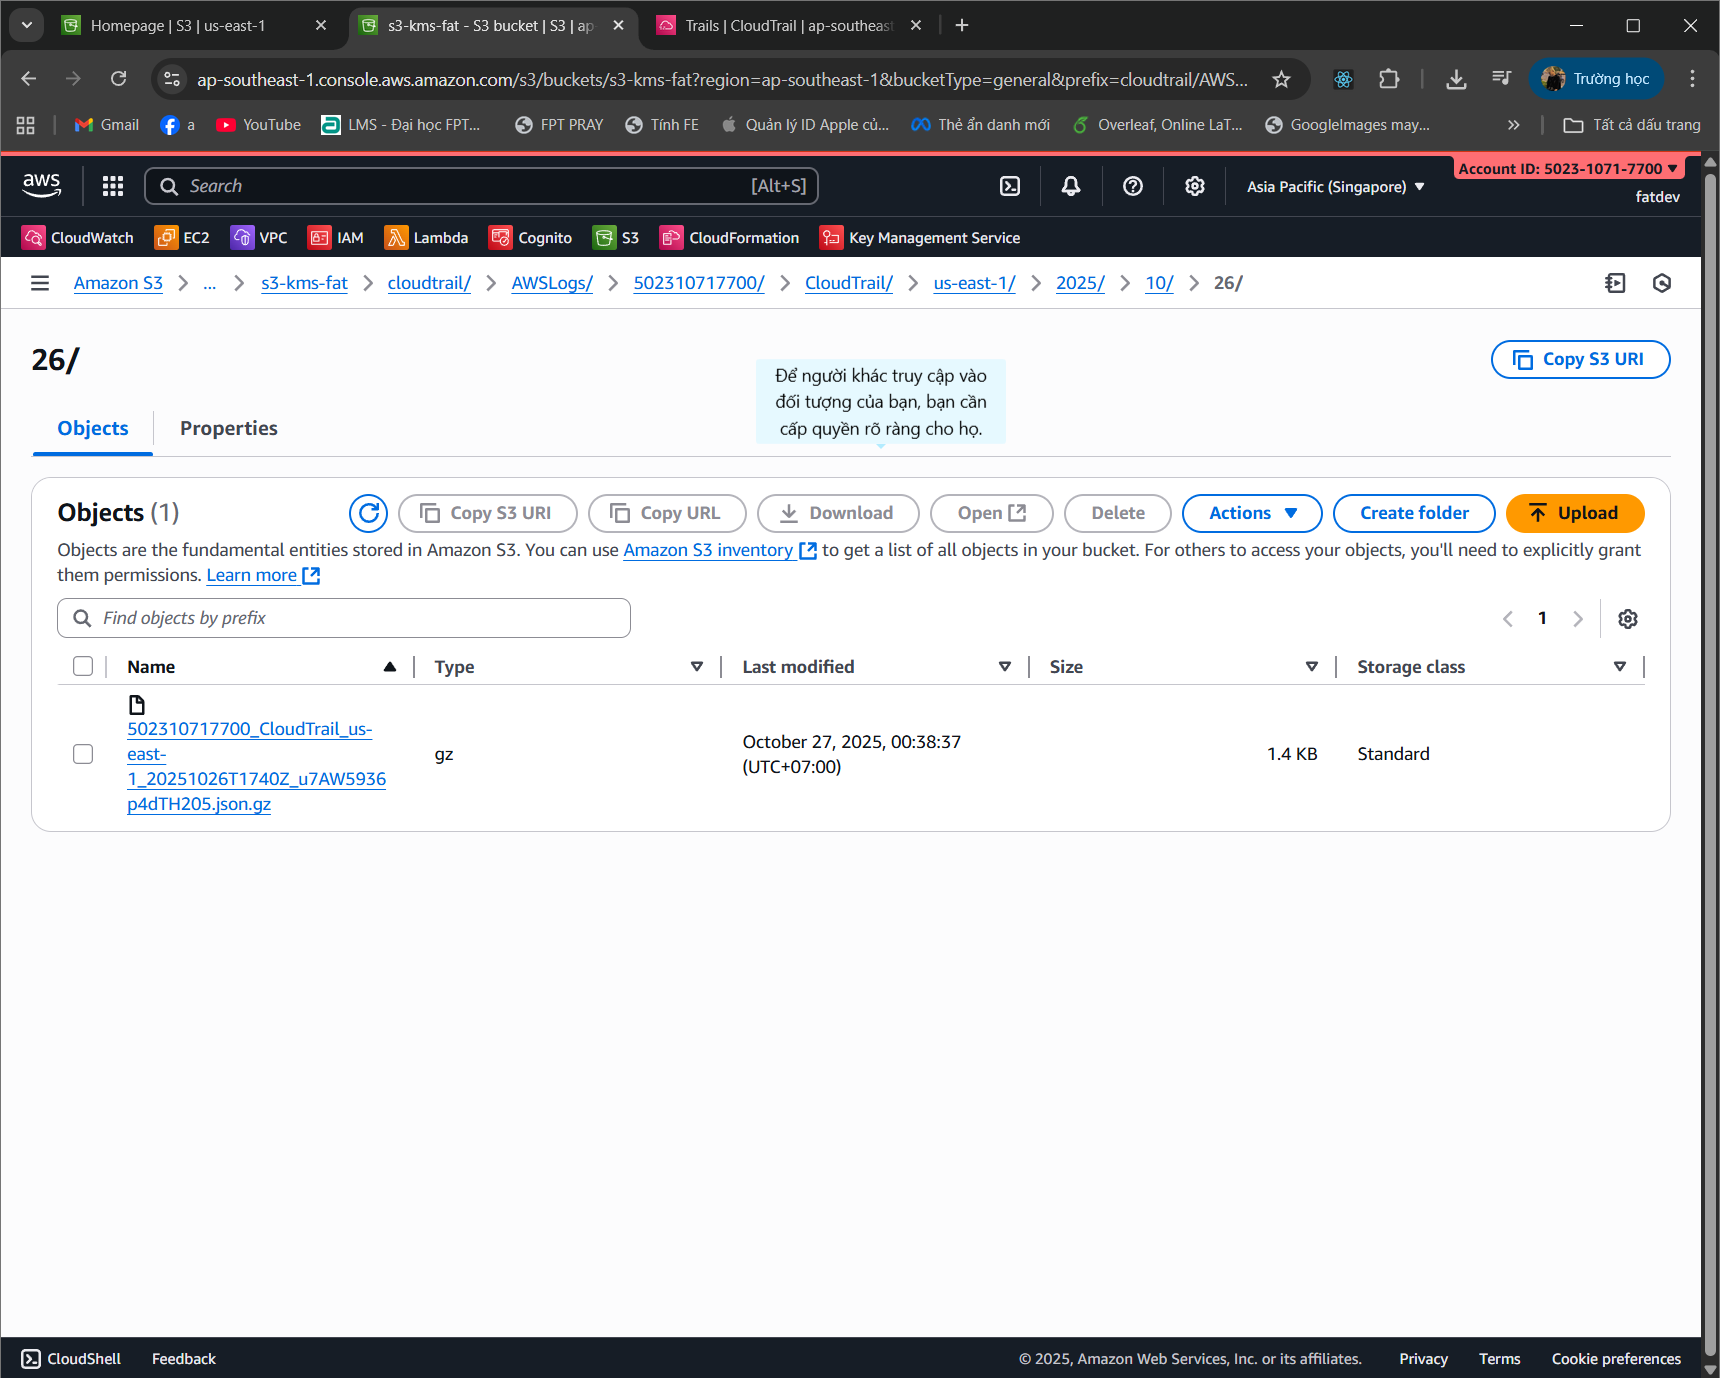 Homepage | S3 | us-east-1
s3-kms-fat - S3 bucket | S3 | ap-
Trails | CloudTrail | ap-southeast
ap-southeast-1.console.aws.amazon.com/s3/buckets/s3-kms-fat?region=ap-southeast-1&bucketType=general&prefix=cloudtrail/AWS...
Trường học
Gmail
a
YouTube
LMS - Đại học FPT...
FPT PRAY
Tính FE
Quản lý ID Apple củ...
Thẻ ẩn danh mới
Overleaf, Online LaT...
GoogleImages may...
Tất cả dấu trang
aws
Search [Alt+S]
Asia Pacific (Singapore)
Account ID: 5023-1071-7700
fatdev
CloudWatch
EC2
VPC
IAM
Lambda
Cognito
S3
CloudFormation
Key Management Service
Amazon S3 > ... > s3-kms-fat > cloudtrail/ > AWSLogs/ > 502310717700/ > CloudTrail/ > us-east-1/ > 2025/ > 10/ > 26/
26/
Copy S3 URI
Để người khác truy cập vào
đối tượng của bạn, bạn cần
cấp quyền rõ ràng cho họ.
Objects
Properties
Objects (1)
Copy S3 URI
Copy URL
Download
Open
Delete
Actions
Create folder
Upload
Objects are the fundamental entities stored in Amazon S3. You can use Amazon S3 inventory to get a list of all objects in your bucket. For others to access your objects, you'll need to explicitly grant
them permissions. Learn more
Find objects by prefix
1
Name
Type
Last modified
Size
Storage class
502310717700_CloudTrail_us-
east-
1_20251026T1740Z_u7AW5936
p4dTH205.json.gz
gz
October 27, 2025, 00:38:37
(UTC+07:00)
1.4 KB
Standard
CloudShell
Feedback
© 2025, Amazon Web Services, Inc. or its affiliates.
Privacy
Terms
Cookie preferences